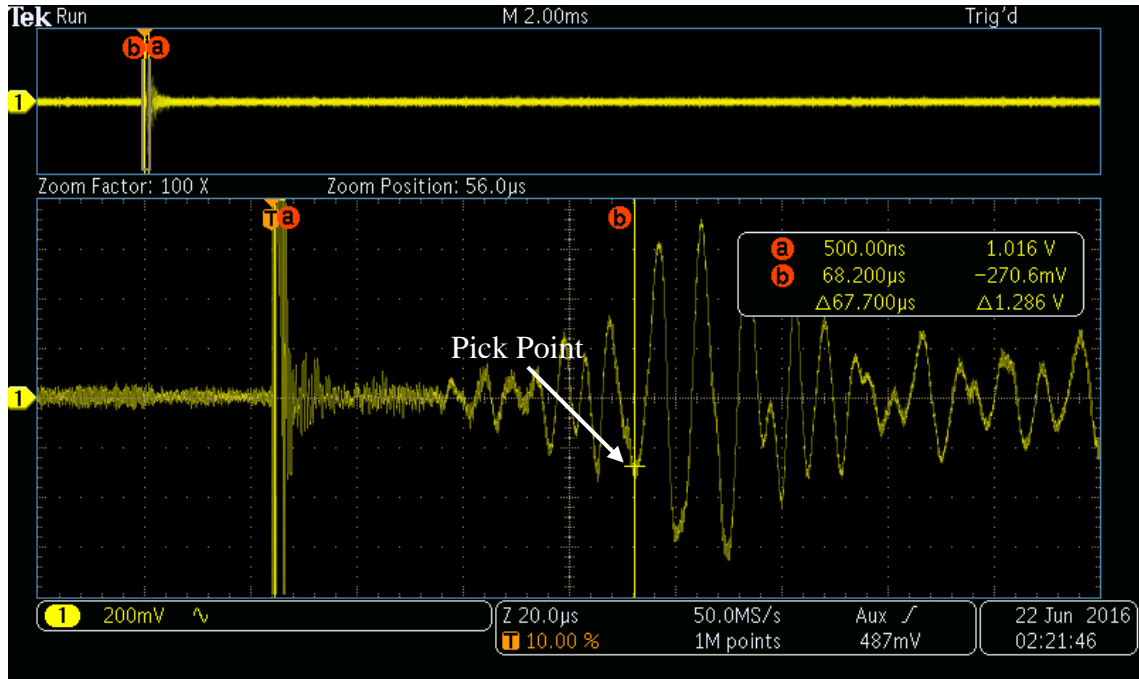 Tek Run M 2.00ms Trig'd
b a
1
Zoom Factor: 100 X Zoom Position: 56.0µs
T a b
a 500.00ns 1.016 V
b 68.200µs −270.6mV
△67.700µs △1.286 V
Pick Point
1
1 200mV Z 20.0µs 50.0MS/s Aux 22 Jun 2016
T 10.00 % 1M points 487mV 02:21:46